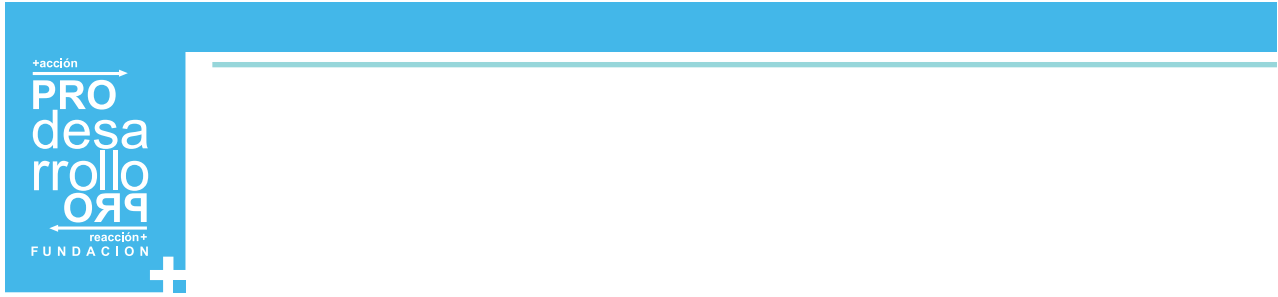 +acción
PRO
desa
rrollo
PRO
reacción+
FUNDACION